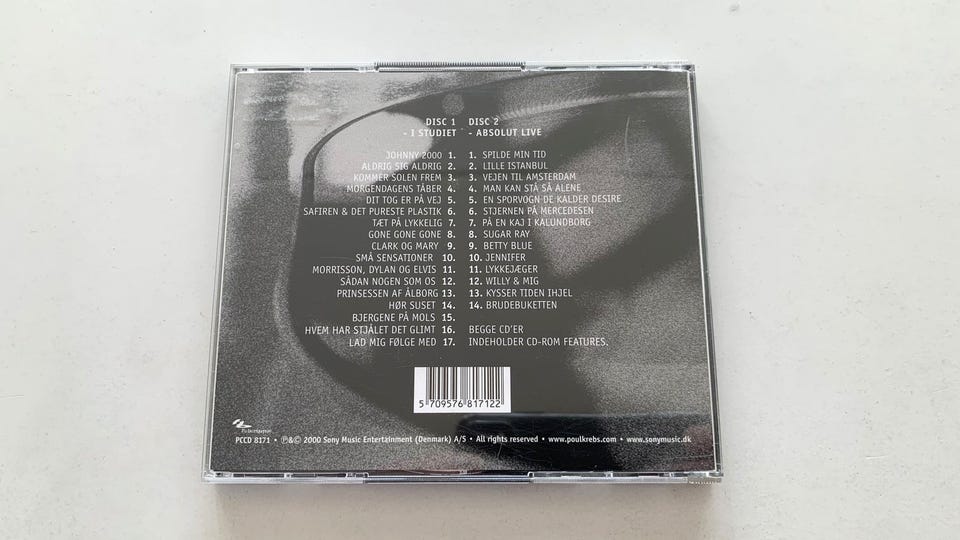 DISC 1
- I STUDIET
JOHNNY 2000 1.
ALDRIG SIG ALDRIG 2.
KOMMER SOLEN FREM 3.
MORGENDAGENS TÅBER 4.
DIT TOG ER PÅ VEJ 5.
SAFIREN & DET PURESTE PLASTIK 6.
TÆT PÅ LYKKELIG 7.
GONE GONE GONE 8.
CLARK OG MARY 9.
SMÅ SENSATIONER 10.
MORRISSON, DYLAN OG ELVIS 11.
SÅDAN NOGEN SOM OS 12.
PRINSESSEN AF ÅLBORG 13.
HØR SUSET 14.
BJERGENE PÅ MOLS 15.
HVEM HAR STJÅLET DET GLIMT 16.
LAD MIG FØLGE MED 17.
DISC 2
- ABSOLUT LIVE
1. SPILDE MIN TID
2. LILLE ISTANBUL
3. VEJEN TIL AMSTERDAM
4. MAN KAN STÅ SÅ ALENE
5. EN SPORVOGN DE KALDER DESIRE
6. STJERNEN PÅ MERCEDESEN
7. PÅ EN KAJ I KALUNDBORG
8. SUGAR RAY
9. BETTY BLUE
10. JENNIFER
11. LYKKEJÆGER
12. WILLY & MIG
13. KYSSER TIDEN IHJEL
14. BRUDEBUKETTEN
BEGGE CD'ER
INDEHOLDER CD-ROM FEATURES.
5 709576 817122
PCCD 8171 • ℗&© 2000 Sony Music Entertainment (Denmark) A/S • All rights reserved • www.poulkrebs.com • www.sonymusic.dk